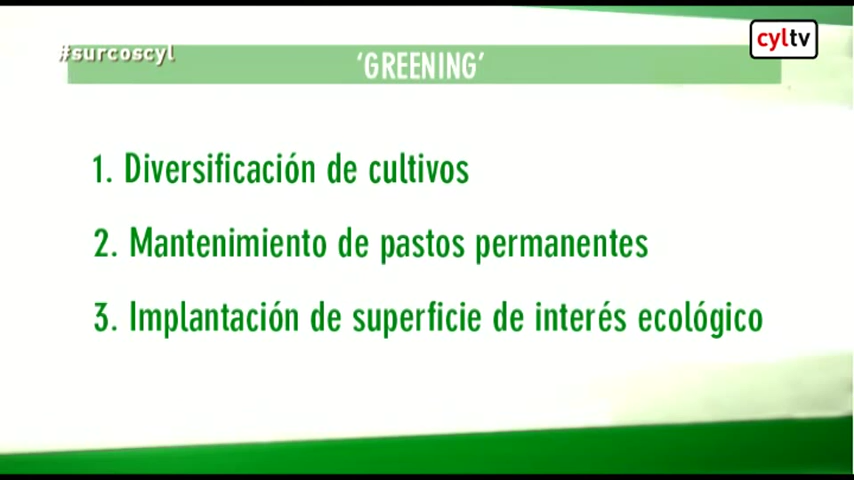 #surcoscyl
cyltv
‘GREENING’
1. Diversificación de cultivos
2. Mantenimiento de pastos permanentes
3. Implantación de superficie de interés ecológico